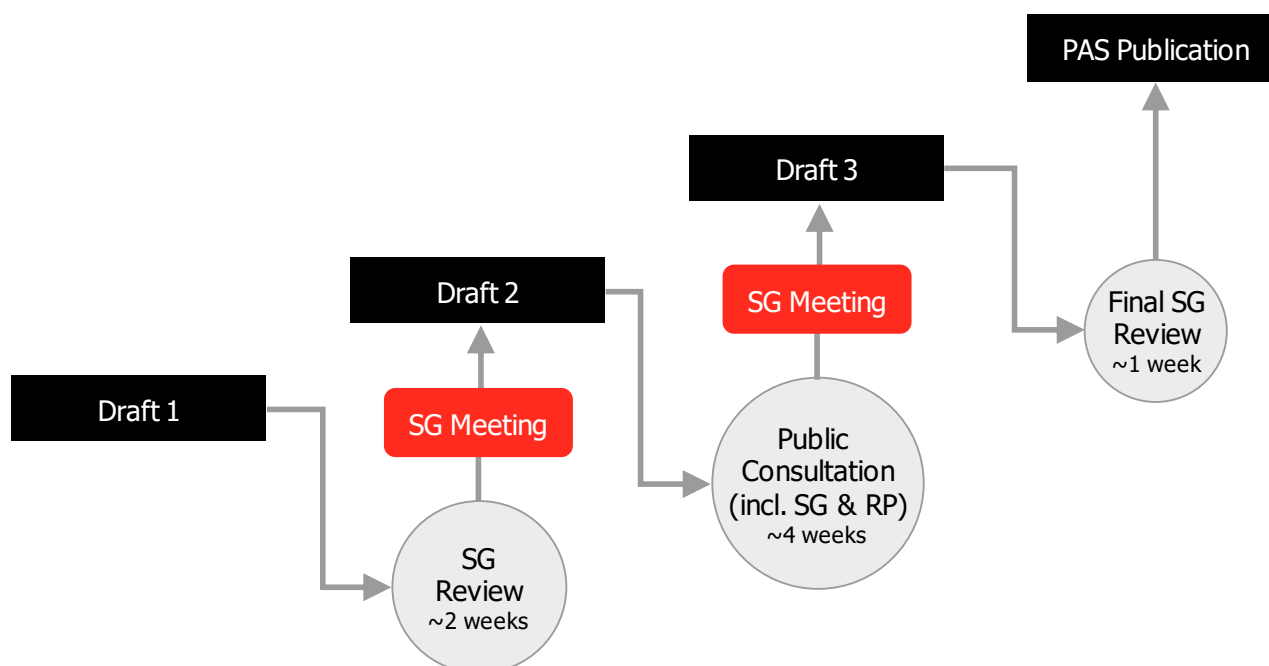 Draft 1
SG
Review
~2 weeks
SG Meeting
Draft 2
Public
Consultation
(incl. SG & RP)
~4 weeks
SG Meeting
Draft 3
Final SG
Review
~1 week
PAS Publication